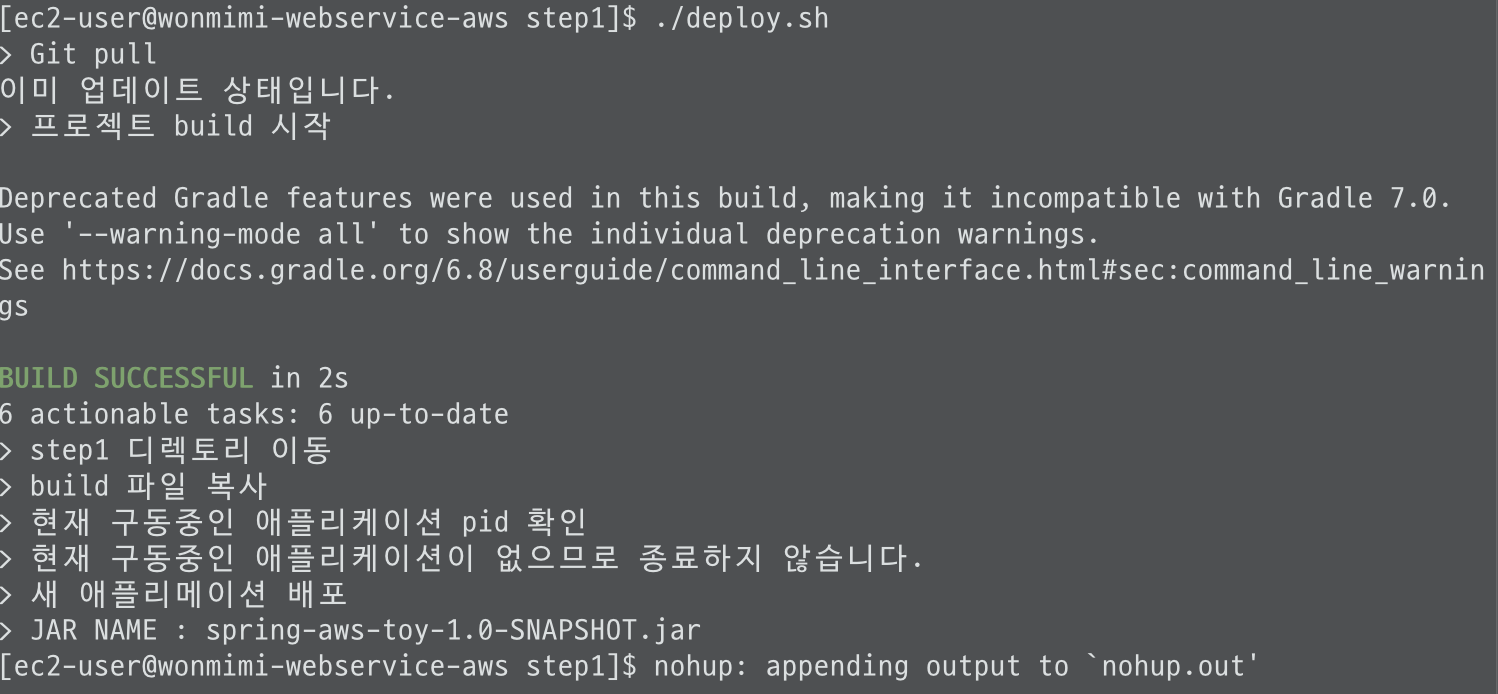 [ec2-user@wonmimi-webservice-aws step1]$ ./deploy.sh
> Git pull
이미 업데이트 상태입니다.
> 프로젝트 build 시작
Deprecated Gradle features were used in this build, making it incompatible with Gradle 7.0.
Use '--warning-mode all' to show the individual deprecation warnings.
See https://docs.gradle.org/6.8/userguide/command_line_interface.html#sec:command_line_warnin
gs
BUILD SUCCESSFUL in 2s
6 actionable tasks: 6 up-to-date
> step1 디렉토리 이동
> build 파일 복사
> 현재 구동중인 애플리케이션 pid 확인
> 현재 구동중인 애플리케이션이 없으므로 종료하지 않습니다.
> 새 애플리메이션 배포
> JAR NAME : spring-aws-toy-1.0-SNAPSHOT.jar
[ec2-user@wonmimi-webservice-aws step1]$ nohup: appending output to `nohup.out'